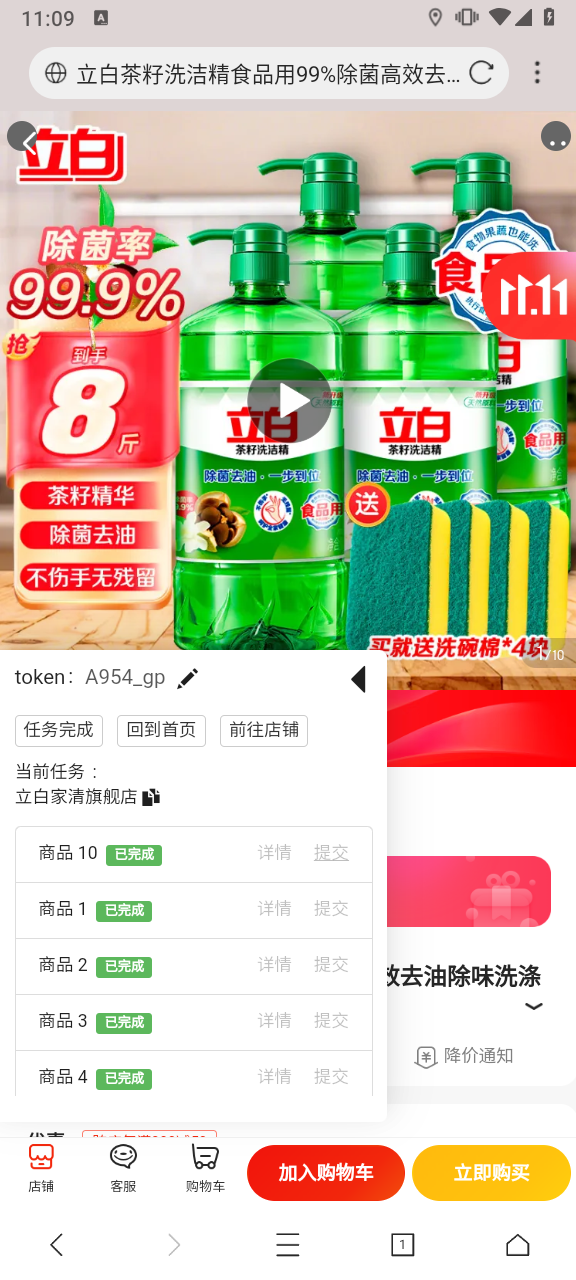 11:09
立白茶籽洗洁精食品用99%除菌高效去…
立白
除菌率
99.9%
抢
到手
8
斤
茶籽精华
除菌去油
不伤手无残留
食物果蔬也能洗
11.11
立白
茶籽洗洁精
除菌去油·一步到位
食品用
立白
茶籽洗洁精
除菌去油·一步到位
一步到位
食品用
送
买就送洗碗棉*4块
1/10
token： A954_gp
任务完成
回到首页
前往店铺
当前任务 ：
立白家清旗舰店
商品 10 已完成 详情 提交
商品 1 已完成 详情 提交
商品 2 已完成 详情 提交
商品 3 已完成 详情 提交
商品 4 已完成 详情 提交
效去油除味洗涤
降价通知
店铺
客服
购物车
加入购物车
立即购买
1